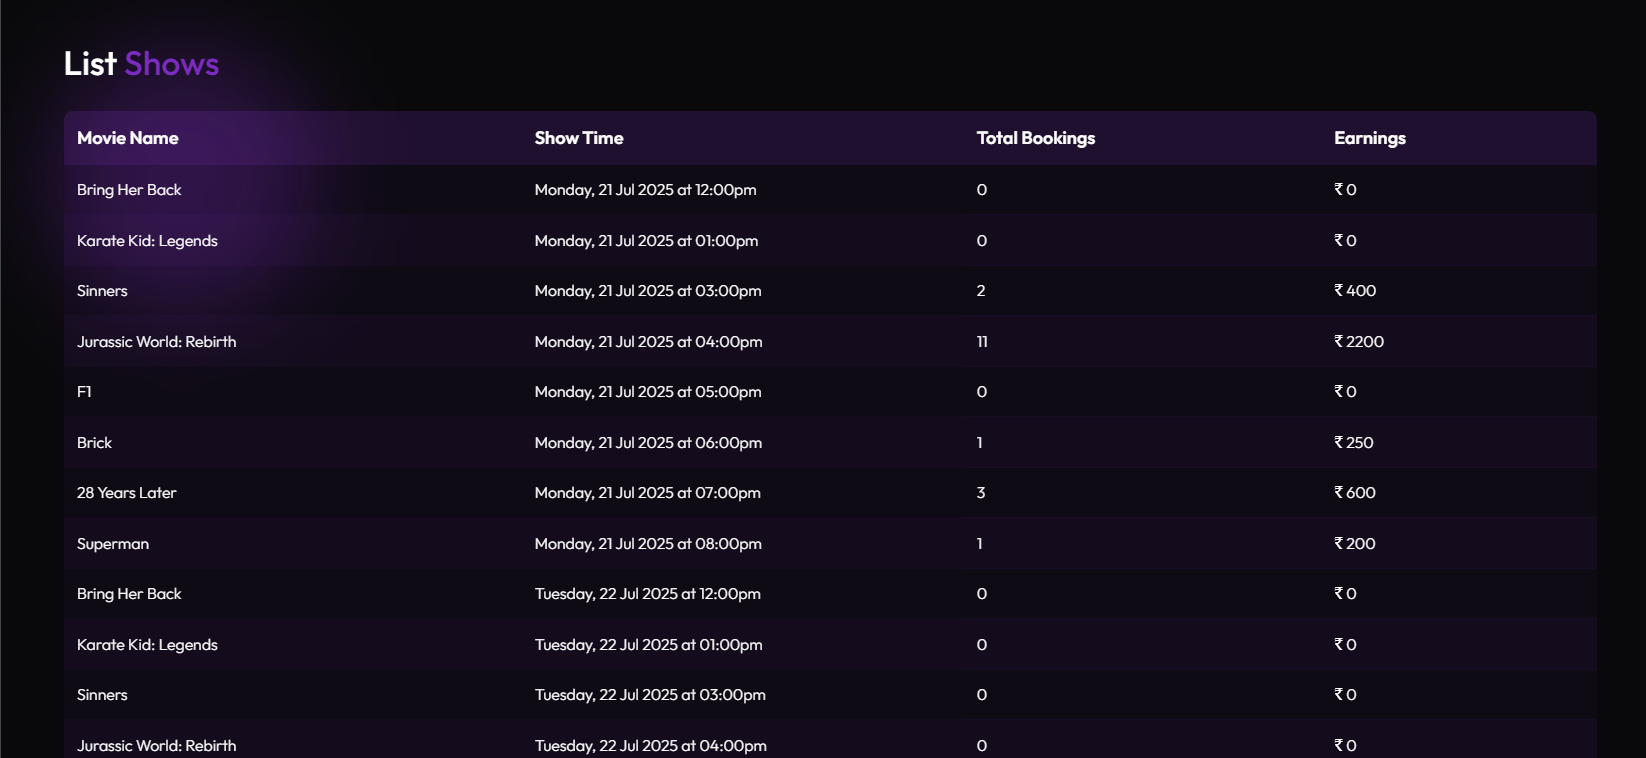 List Shows
Movie Name Show Time Total Bookings Earnings
Bring Her Back Monday, 21 Jul 2025 at 12:00pm 0 ₹ 0
Karate Kid: Legends Monday, 21 Jul 2025 at 01:00pm 0 ₹ 0
Sinners Monday, 21 Jul 2025 at 03:00pm 2 ₹ 400
Jurassic World: Rebirth Monday, 21 Jul 2025 at 04:00pm 11 ₹ 2200
F1 Monday, 21 Jul 2025 at 05:00pm 0 ₹ 0
Brick Monday, 21 Jul 2025 at 06:00pm 1 ₹ 250
28 Years Later Monday, 21 Jul 2025 at 07:00pm 3 ₹ 600
Superman Monday, 21 Jul 2025 at 08:00pm 1 ₹ 200
Bring Her Back Tuesday, 22 Jul 2025 at 12:00pm 0 ₹ 0
Karate Kid: Legends Tuesday, 22 Jul 2025 at 01:00pm 0 ₹ 0
Sinners Tuesday, 22 Jul 2025 at 03:00pm 0 ₹ 0
Jurassic World: Rebirth Tuesday, 22 Jul 2025 at 04:00pm 0 ₹ 0